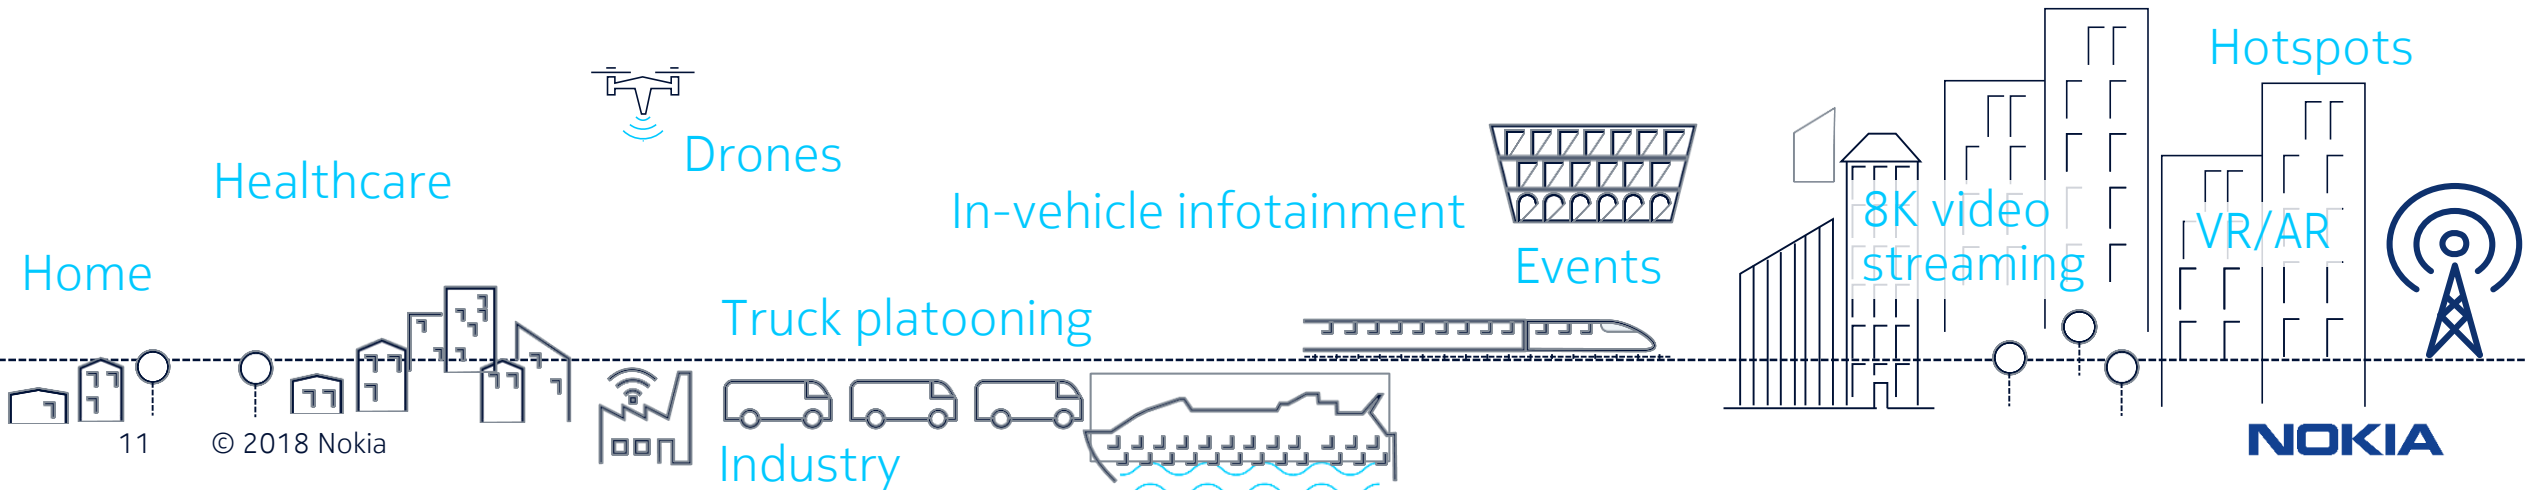 Hotspots
Drones
Healthcare
In-vehicle infotainment
8K video
streaming
VR/AR
Events
Home
Truck platooning
Industry
11
© 2018 Nokia
NOKIA